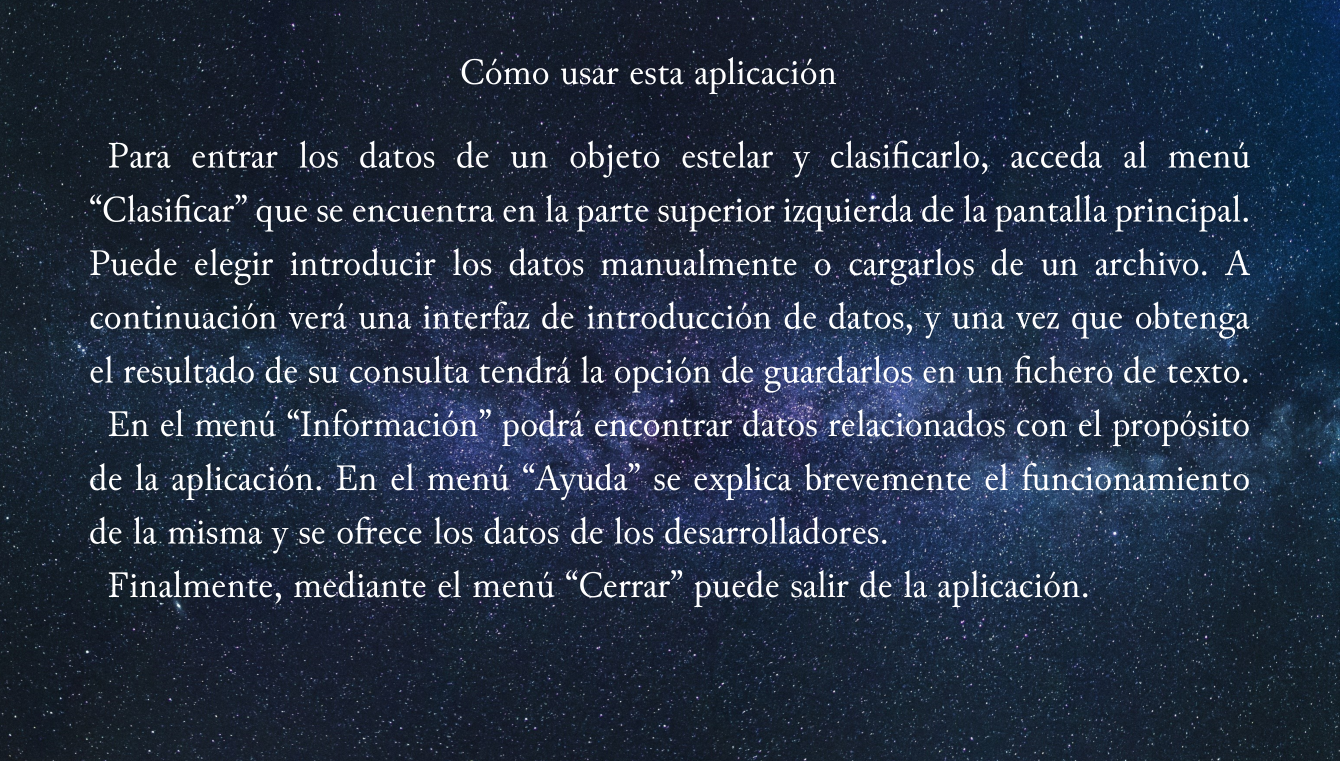 Cómo usar esta aplicación
Para entrar los datos de un objeto estelar y clasificarlo, acceda al menú
“Clasificar” que se encuentra en la parte superior izquierda de la pantalla principal.
Puede elegir introducir los datos manualmente o cargarlos de un archivo. A
continuación verá una interfaz de introducción de datos, y una vez que obtenga
el resultado de su consulta tendrá la opción de guardarlos en un fichero de texto.
En el menú “Información” podrá encontrar datos relacionados con el propósito
de la aplicación. En el menú “Ayuda” se explica brevemente el funcionamiento
de la misma y se ofrece los datos de los desarrolladores.
Finalmente, mediante el menú “Cerrar” puede salir de la aplicación.